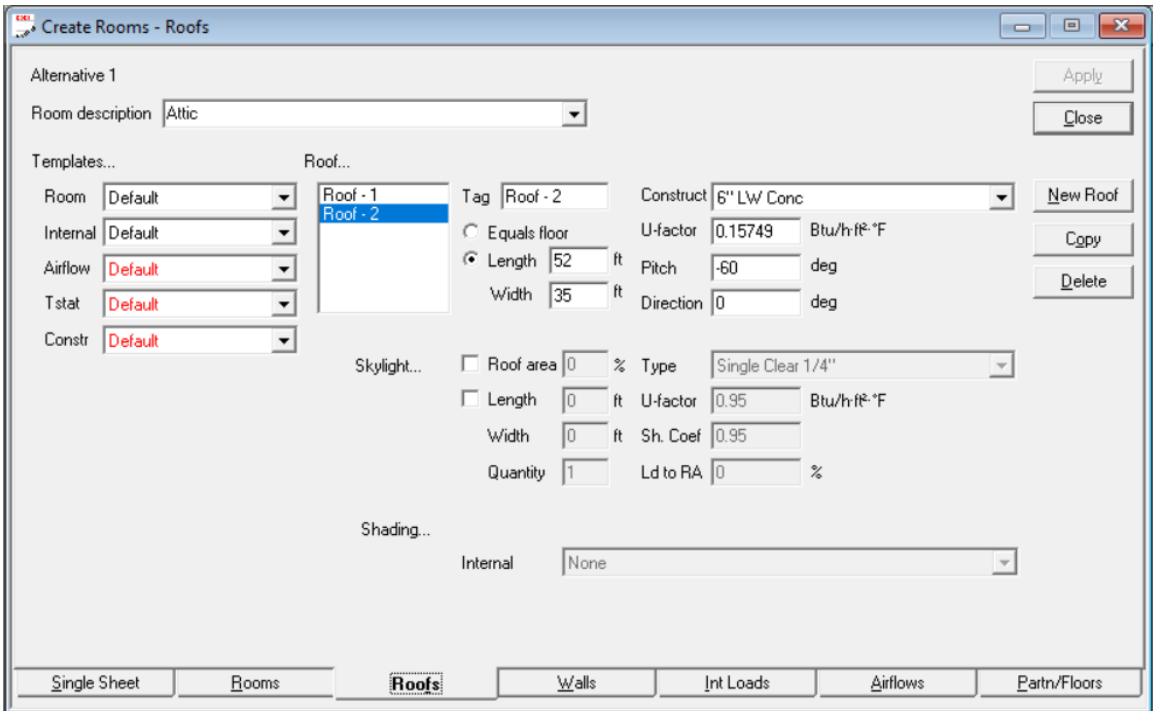 Create Rooms - Roofs
Alternative 1
Apply
Room description Attic
Close
Templates... Roof...
Room Default Roof - 1 Tag Roof - 2 Construct 6" LW Conc New Roof
Roof - 2
Internal Default Equals floor U-factor 0.15749 Btu/h·ft²·°F Copy
Airflow Default Length 52 ft Pitch -60 deg Delete
Tstat Default Width 35 ft Direction 0 deg
Constr Default
Skylight... Roof area 0 % Type Single Clear 1/4"
Length 0 ft U-factor 0.95 Btu/h·ft²·°F
Width 0 ft Sh. Coef 0.95
Quantity 1 Ld to RA 0 %
Shading...
Internal None
Single Sheet Rooms Roofs Walls Int Loads Airflows Partn/Floors